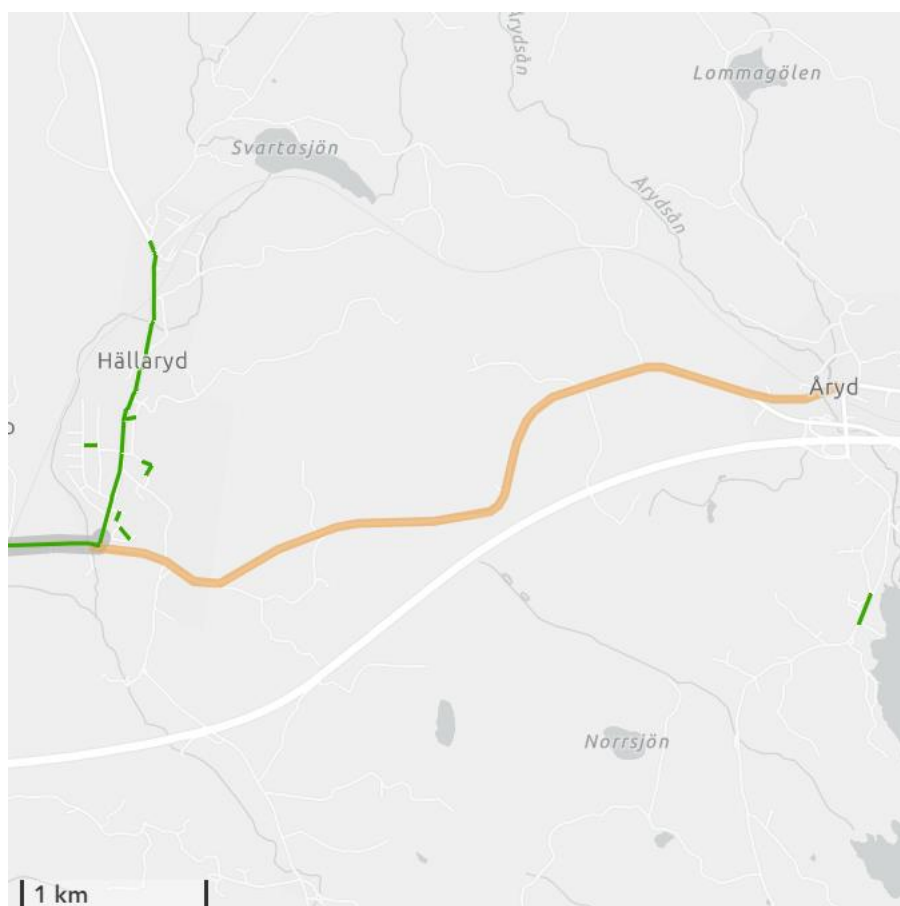 Årydsån
Lommagölen
Svartasjön
Årydsån
Hällaryd
Åryd
o
Norrsjön
1 km